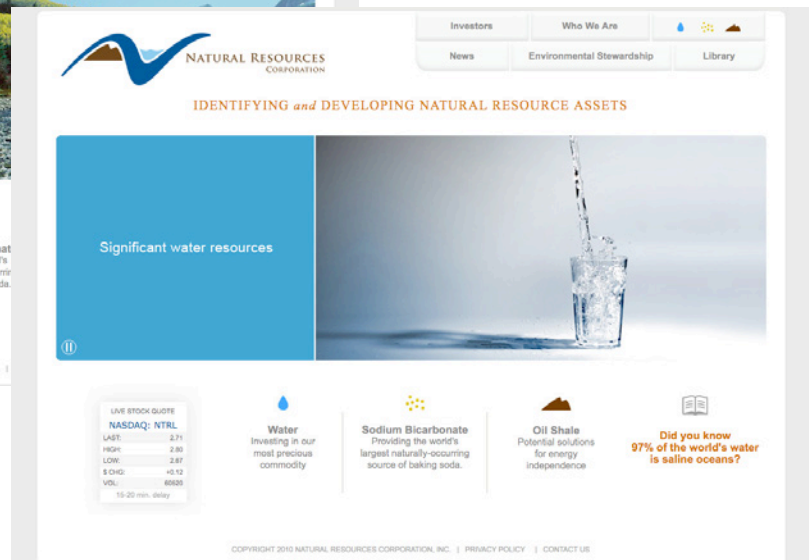 Investors
Who We Are
NATURAL RESOURCES
CORPORATION
News
Environmental Stewardship
Library
IDENTIFYING and DEVELOPING NATURAL RESOURCE ASSETS
Significant water resources
LIVE STOCK QUOTE
NASDAQ: NTRL
LAST: 2.71
HIGH: 2.80
LOW: 2.67
$ CHG: +0.12
VOL: 60620
15-20 min. delay
Water
Investing in our
most precious
commodity
Sodium Bicarbonate
Providing the world's
largest naturally-occurring
source of baking soda.
Oil Shale
Potential solutions
for energy
independence
Did you know
97% of the world's water
is saline oceans?
COPYRIGHT 2010 NATURAL RESOURCES CORPORATION, INC. | PRIVACY POLICY | CONTACT US